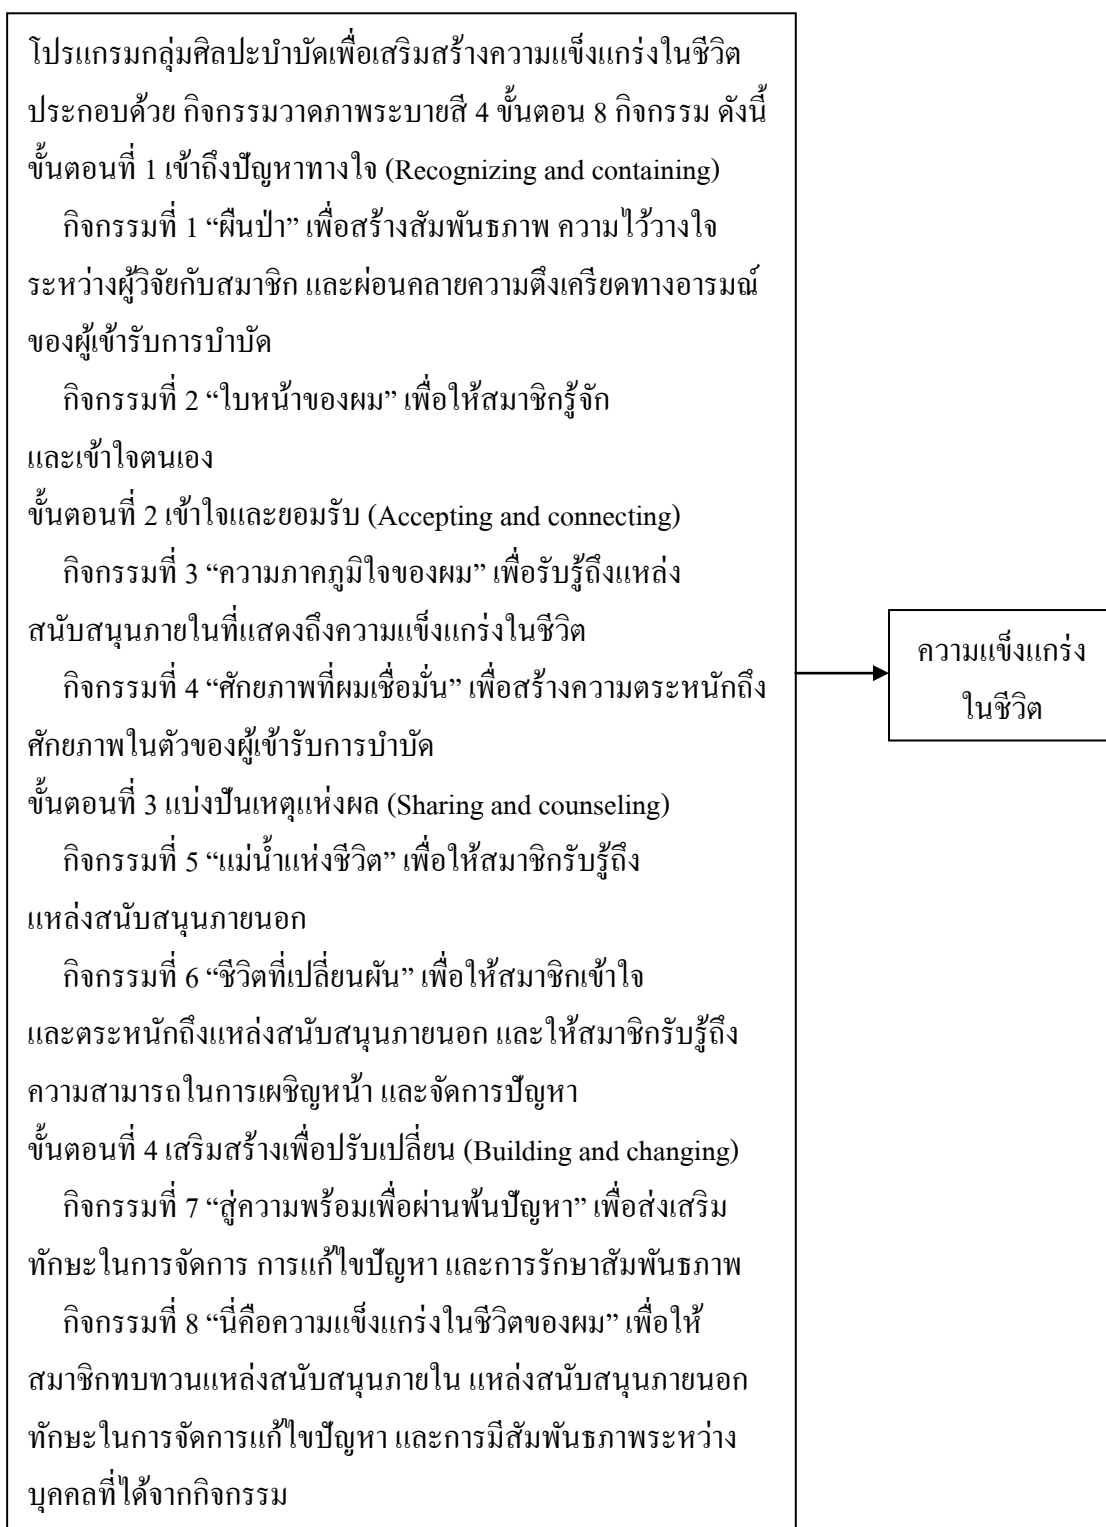 โปรแกรมกลุ่มศิลปะบำบัดเพื่อเสริมสร้างความแข็งแกร่งในชีวิต
ประกอบด้วย กิจกรรมวาดภาพระบายสี 4 ขั้นตอน 8 กิจกรรม ดังนี้
ขั้นตอนที่ 1 เข้าถึงปัญหาทางใจ (Recognizing and containing)
กิจกรรมที่ 1 “ผืนป่า” เพื่อสร้างสัมพันธภาพ ความไว้วางใจ
ระหว่างผู้วิจัยกับสมาชิก และผ่อนคลายความตึงเครียดทางอารมณ์
ของผู้เข้ารับการบำบัด
กิจกรรมที่ 2 “ใบหน้าของผม” เพื่อให้สมาชิกรู้จัก
และเข้าใจตนเอง
ขั้นตอนที่ 2 เข้าใจและยอมรับ (Accepting and connecting)
กิจกรรมที่ 3 “ความภาคภูมิใจของผม” เพื่อรับรู้ถึงแหล่ง
สนับสนุนภายในที่แสดงถึงความแข็งแกร่งในชีวิต
กิจกรรมที่ 4 “ศักยภาพที่ผมเชื่อมั่น” เพื่อสร้างความตระหนักถึง
ศักยภาพในตัวของผู้เข้ารับการบำบัด
ขั้นตอนที่ 3 แบ่งปันเหตุแห่งผล (Sharing and counseling)
กิจกรรมที่ 5 “แม่น้ำแห่งชีวิต” เพื่อให้สมาชิกรับรู้ถึง
แหล่งสนับสนุนภายนอก
กิจกรรมที่ 6 “ชีวิตที่เปลี่ยนผัน” เพื่อให้สมาชิกเข้าใจ
และตระหนักถึงแหล่งสนับสนุนภายนอก และให้สมาชิกรับรู้ถึง
ความสามารถในการเผชิญหน้า และจัดการปัญหา
ขั้นตอนที่ 4 เสริมสร้างเพื่อปรับเปลี่ยน (Building and changing)
กิจกรรมที่ 7 “สู่ความพร้อมเพื่อผ่านพ้นปัญหา” เพื่อส่งเสริม
ทักษะในการจัดการ การแก้ไขปัญหา และการรักษาสัมพันธภาพ
กิจกรรมที่ 8 “นี่คือความแข็งแกร่งในชีวิตของผม” เพื่อให้
สมาชิกทบทวนแหล่งสนับสนุนภายใน แหล่งสนับสนุนภายนอก
ทักษะในการจัดการแก้ไขปัญหา และการมีสัมพันธภาพระหว่าง
บุคคลที่ได้จากกิจกรรม
ความแข็งแกร่ง
ในชีวิต